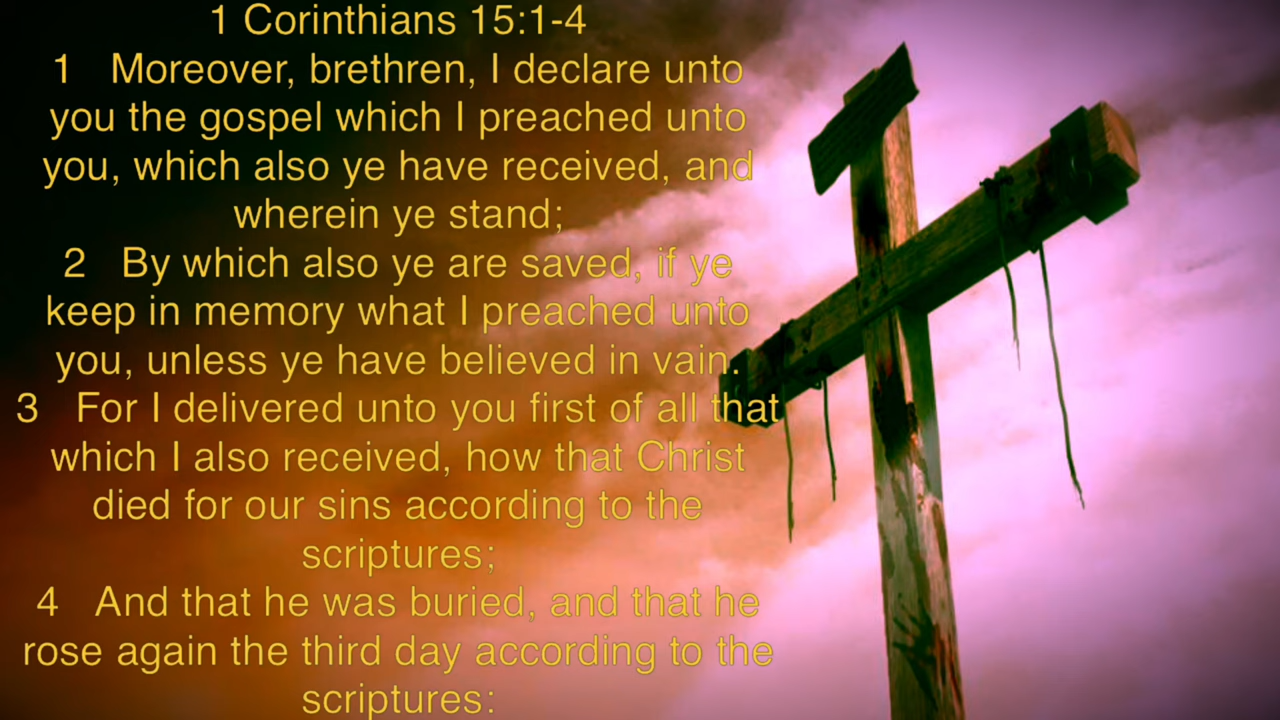 1 Corinthians 15:1-4
1 Moreover, brethren, I declare unto
you the gospel which I preached unto
you, which also ye have received, and
wherein ye stand;
2 By which also ye are saved, if ye
keep in memory what I preached unto
you, unless ye have believed in vain.
3 For I delivered unto you first of all that
which I also received, how that Christ
died for our sins according to the
scriptures;
4 And that he was buried, and that he
rose again the third day according to the
scriptures: